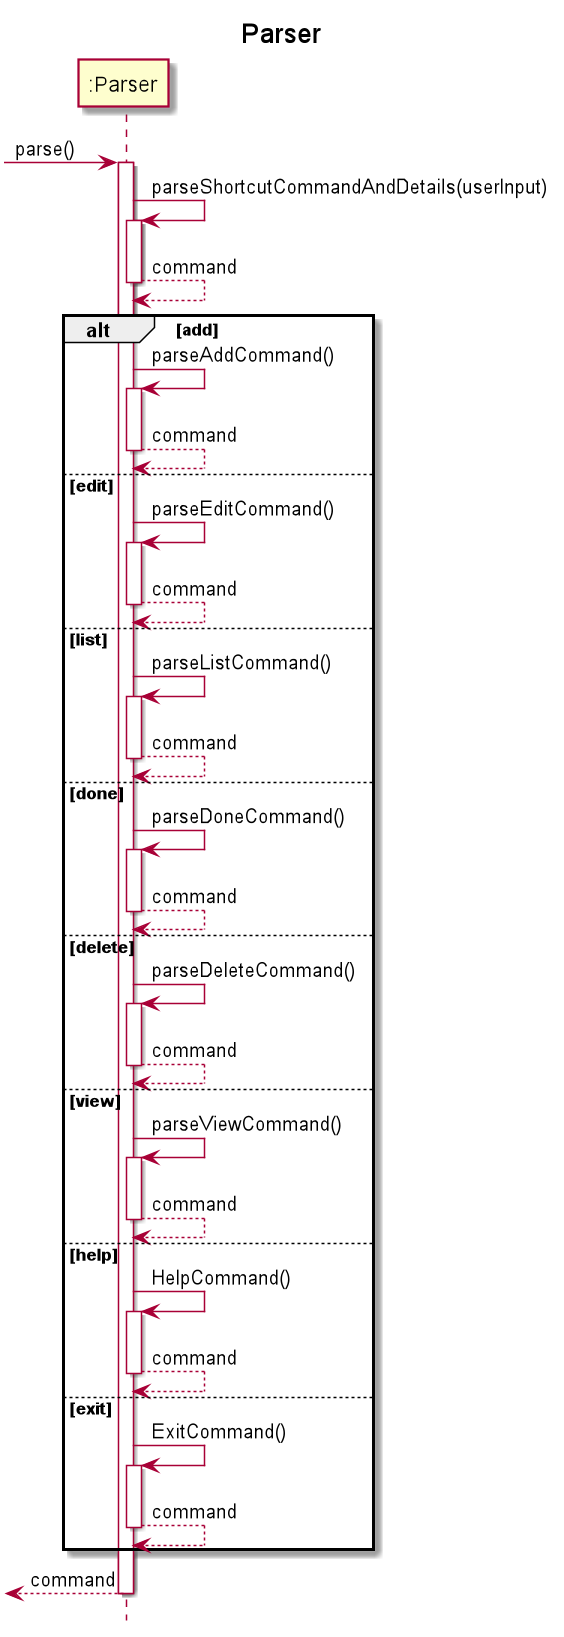 Parser
:Parser
parse()
parseShortcutCommandAndDetails(userInput)
command
alt [add]
parseAddCommand()
command
[edit]
parseEditCommand()
command
[list]
parseListCommand()
command
[done]
parseDoneCommand()
command
[delete]
parseDeleteCommand()
command
[view]
parseViewCommand()
command
[help]
HelpCommand()
command
[exit]
ExitCommand()
command
command